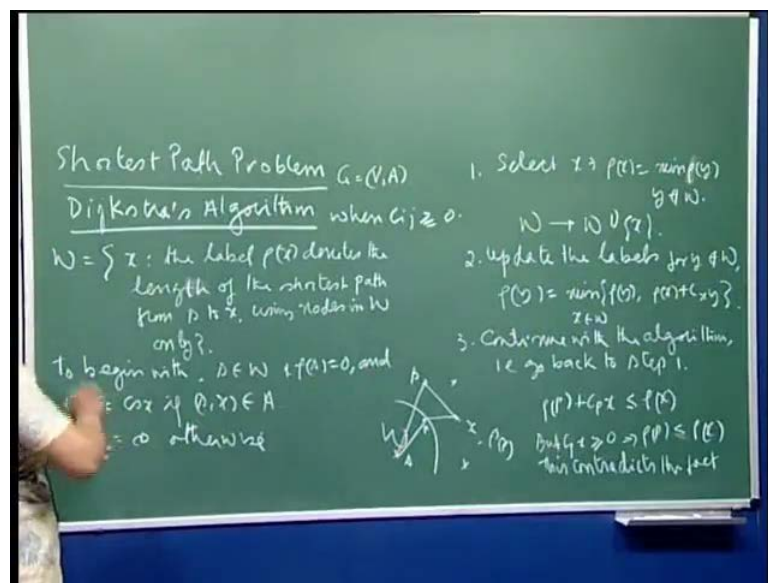 Shortest Path Problem G=(V,A)
Digkstra's Algorithm when Cij ≥ 0.
W = { x : the label ρ(x) denotes the
length of the shortest path
from s to x, using nodes in W
only}.
To begin with, s ∈ W & ρ(s)=0, and
= Csx if (s,x) ∈ A
= ∞ otherwise
1. Select x ∋ ρ(x) = min ρ(y)
y ∉ W.
W → W ∪ {x}.
2. Update the labels for y ∉ W,
ρ(y) = min{ρ(y), ρ(x)+Cxy}.
x∈W
3. Continue with the algorithm,
i.e go back to step 1.
p
x
W
s
ρ(p)+Cpx ≤ ρ(x)
But Cpx ≥ 0 ⇒ ρ(p) ≤ ρ(x)
This contradicts the fact